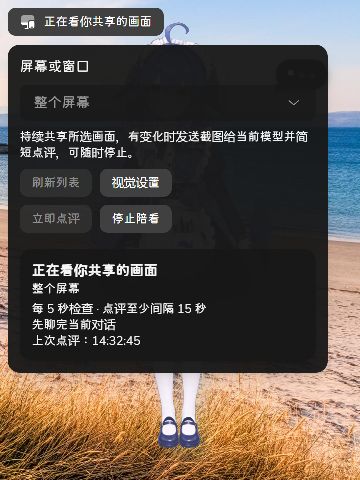 正在看你共享的画面
屏幕或窗口
整个屏幕
持续共享所选画面，有变化时发送截图给当前模型并简
短点评，可随时停止。
刷新列表
视觉设置
立即点评
停止陪看
正在看你共享的画面
整个屏幕
每 5 秒检查 · 点评至少间隔 15 秒
先聊完当前对话
上次点评：14:32:45